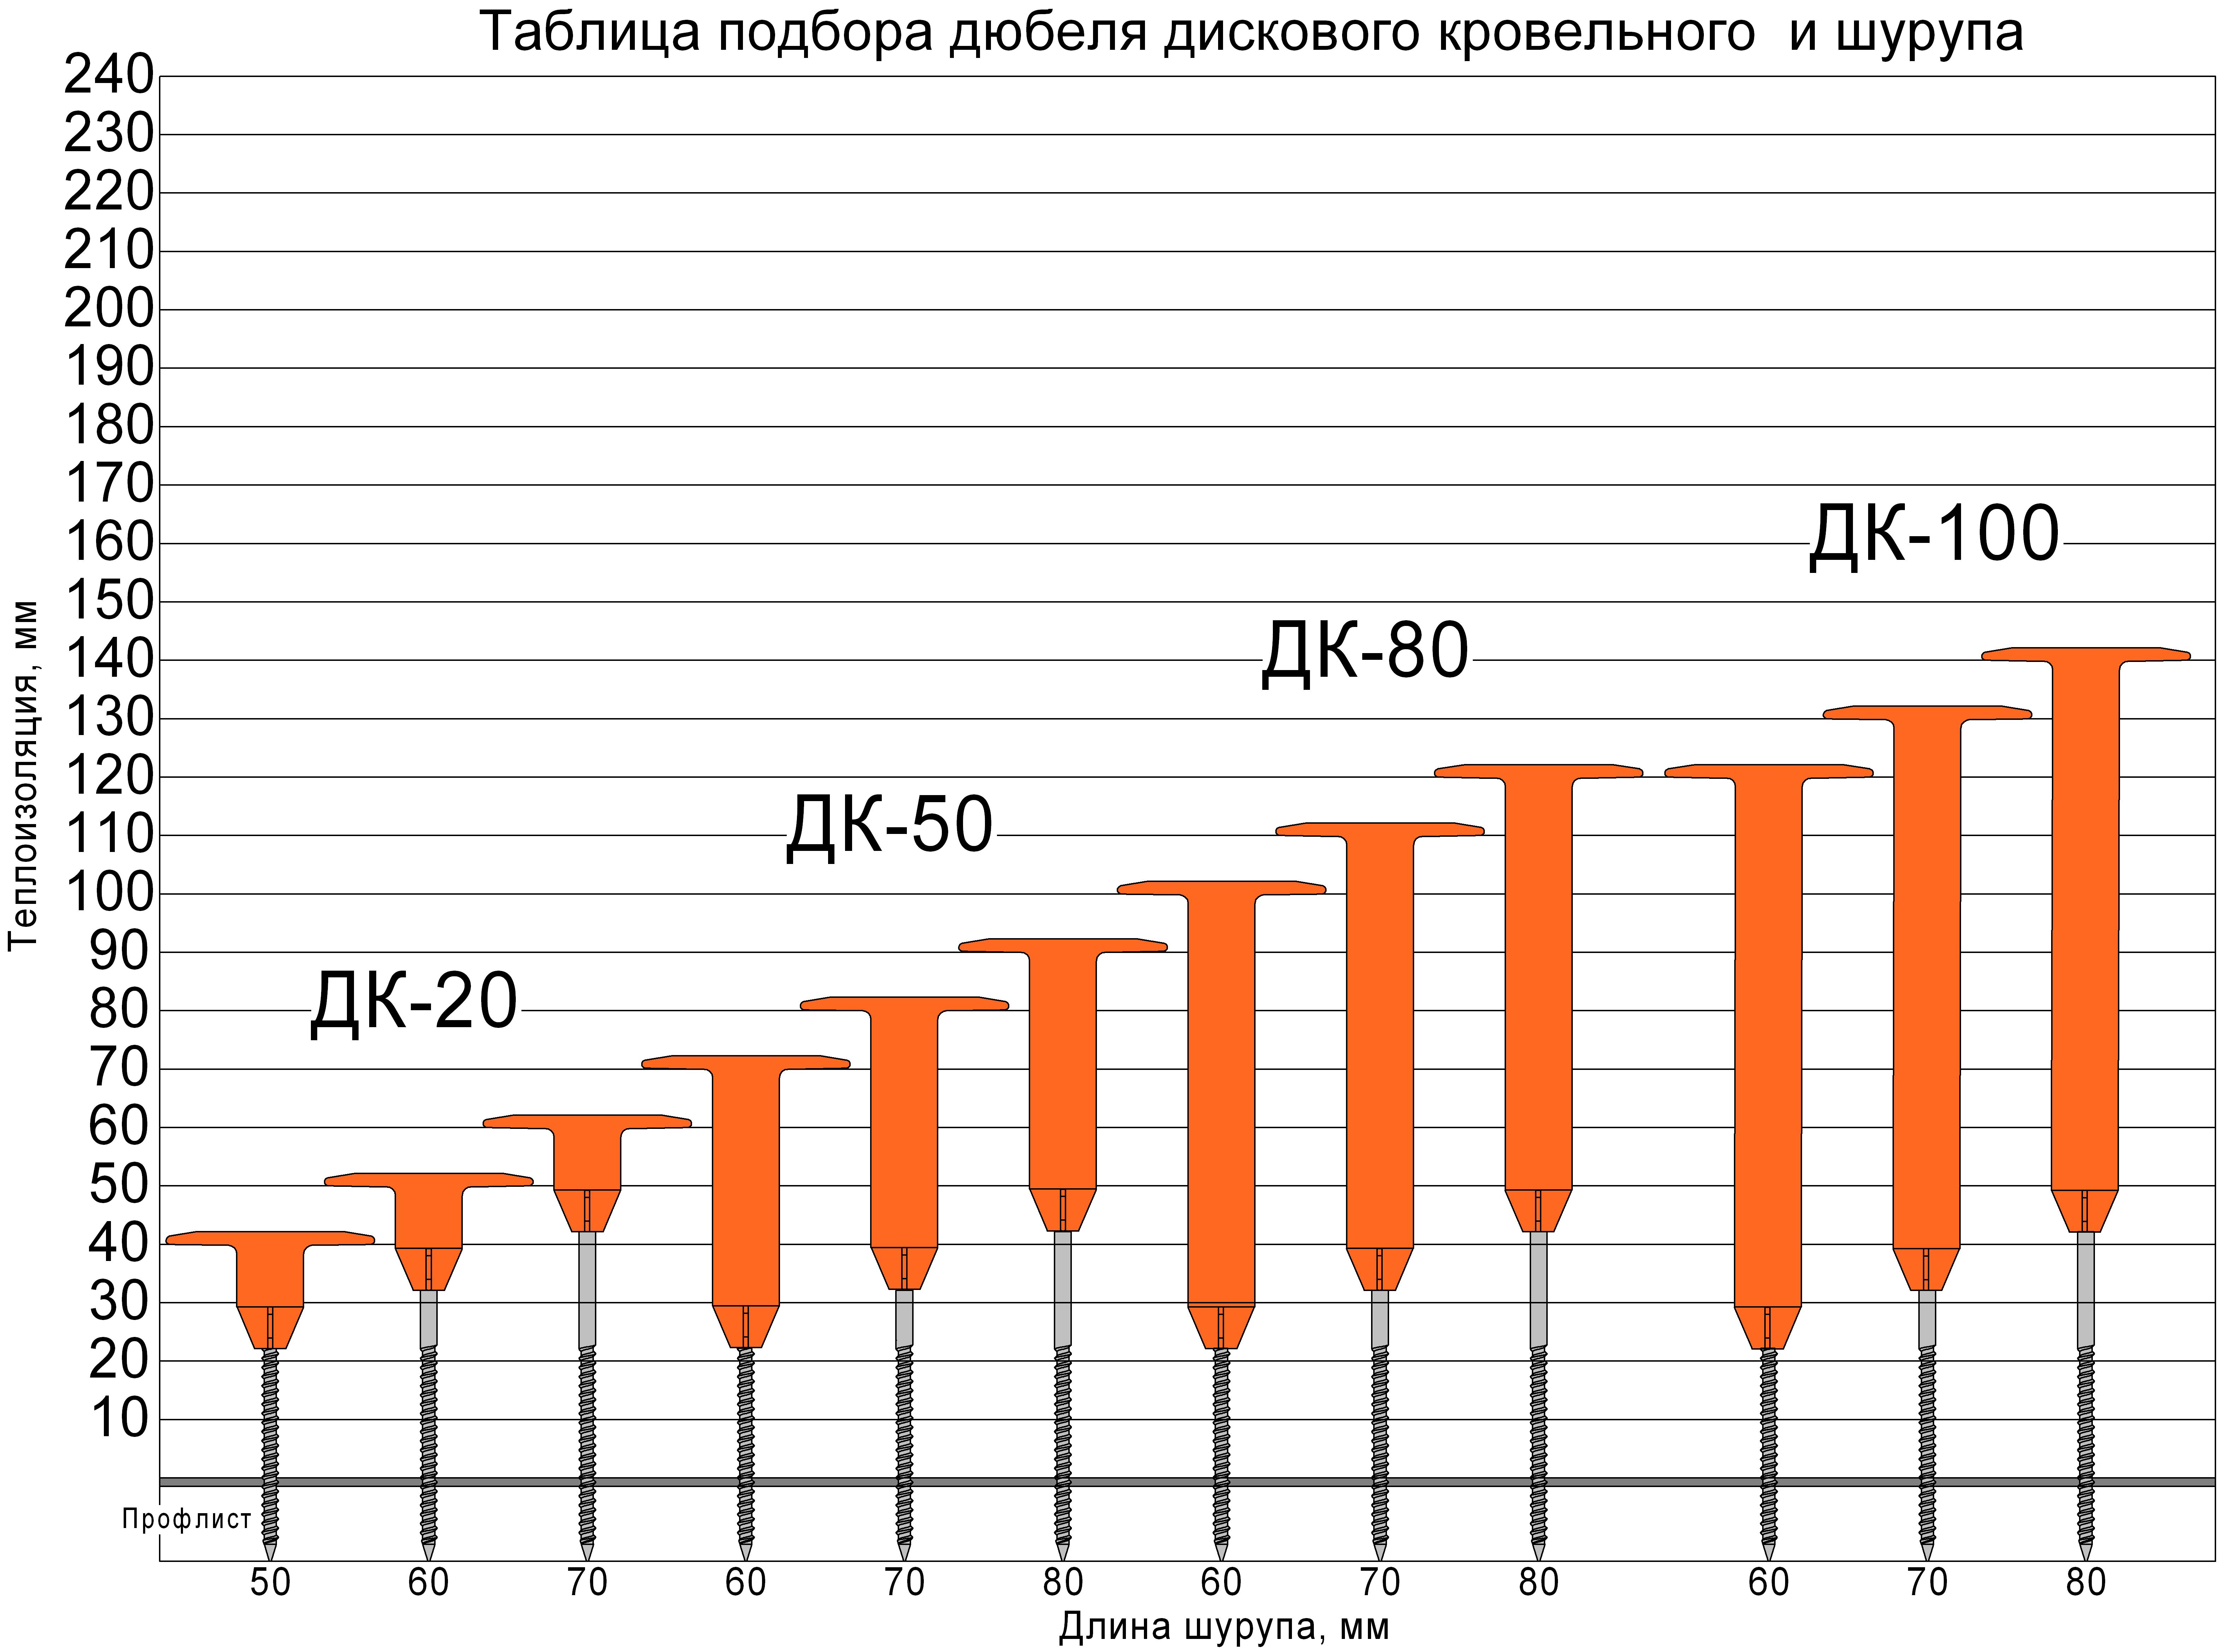 Таблица подбора дюбеля дискового кровельного и шурупа
240
230
220
210
200
190
180
170
ДК-100
160
150
ДК-80
140
130
120
ДК-50
110
100
90
ДК-20
80
70
60
50
40
30
20
10
Теплоизоляция, мм
Профлист
50 60 70 60 70 80 60 70 80 60 70 80
Длина шурупа, мм